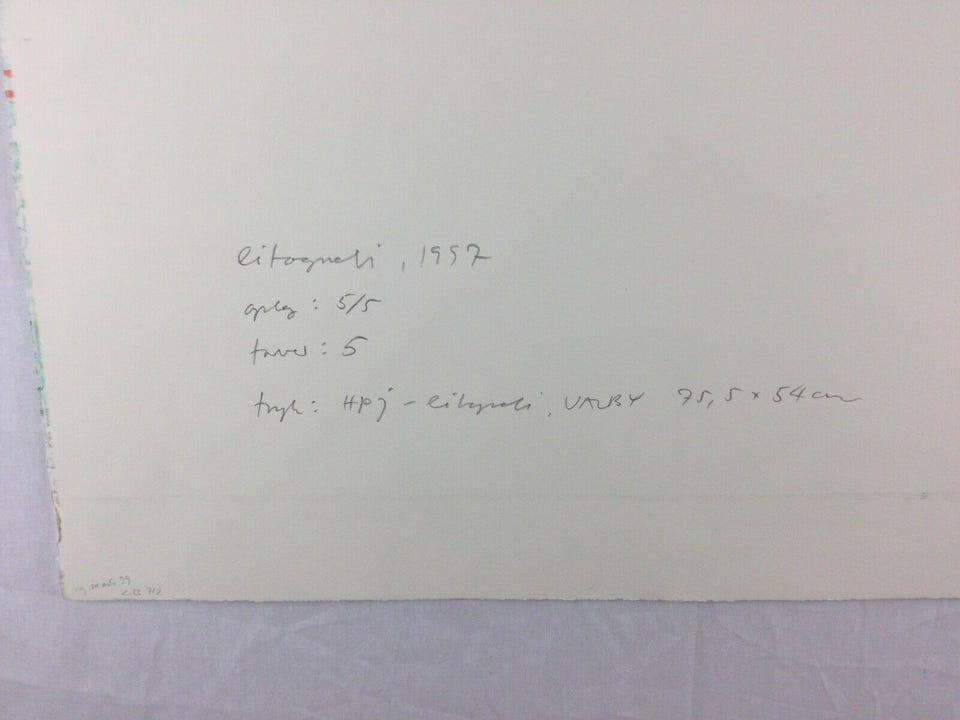 litografi, 1997
oplag: 5/5
farver: 5
tryk: HPJ - litografi, VALBY 75,5 x 54 cm